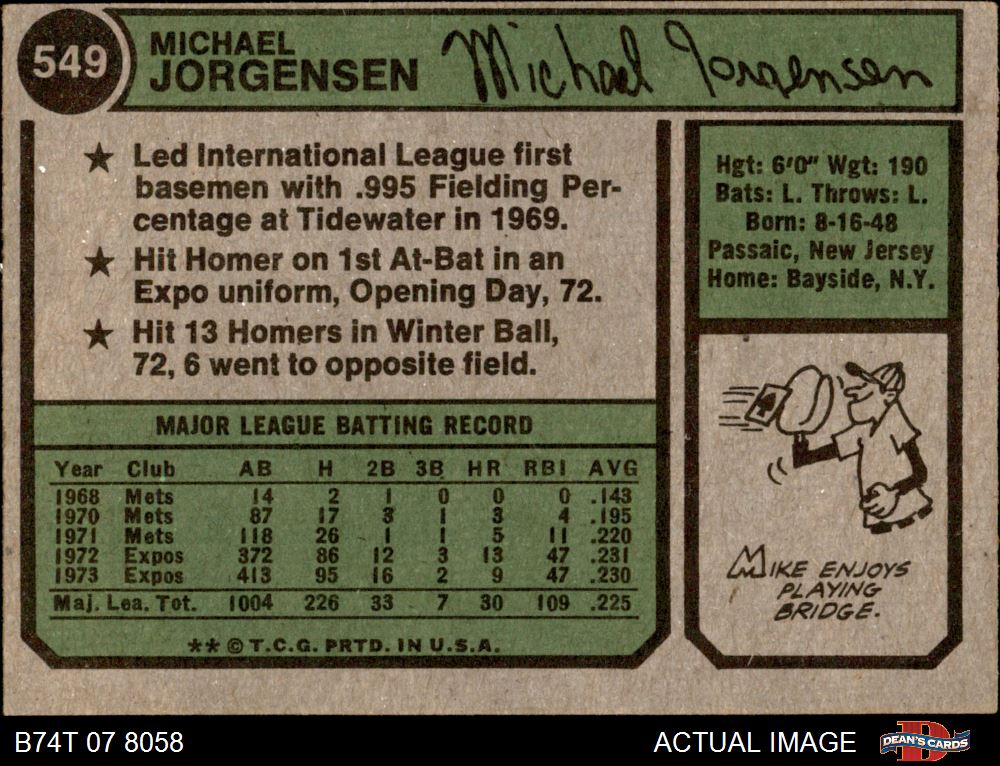 549
MICHAEL
JORGENSEN
Michael Jorgensen
★ Led International League first
basemen with .995 Fielding Per-
centage at Tidewater in 1969.
★ Hit Homer on 1st At-Bat in an
Expo uniform, Opening Day, 72.
★ Hit 13 Homers in Winter Ball,
72, 6 went to opposite field.
Hgt: 6'0" Wgt: 190
Bats: L. Throws: L.
Born: 8-16-48
Passaic, New Jersey
Home: Bayside, N.Y.
MAJOR LEAGUE BATTING RECORD
Year Club AB H 2B 3B HR RBI AVG
1968 Mets 14 2 1 0 0 0 .143
1970 Mets 87 17 3 1 3 4 .195
1971 Mets 118 26 1 1 5 11 .220
1972 Expos 372 86 12 3 13 47 .231
1973 Expos 413 95 16 2 9 47 .230
Maj. Lea. Tot. 1004 226 33 7 30 109 .225
** © T.C.G. PRTD. IN U.S.A.
MIKE ENJOYS
PLAYING
BRIDGE.
B74T 07 8058
ACTUAL IMAGE
D
DEAN'S CARDS